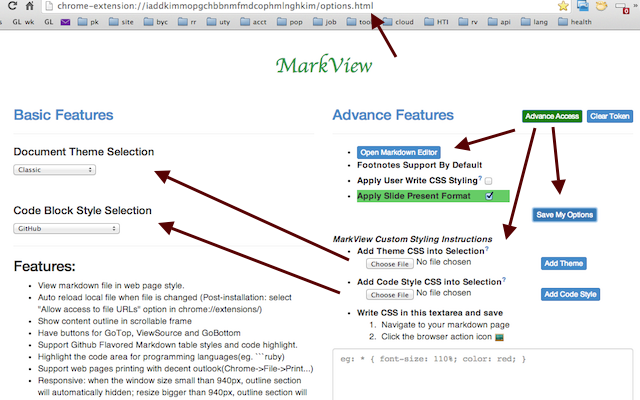 chrome-extension://iaddkimmopgchbbnmfmdcophmlnghkim/options.html
GL wk
GL
pk
site
byc
rr
uty
acct
pop
job
tool
cloud
HTI
rv
api
lang
health
0
MarkView
Basic Features
Document Theme Selection
Classic
Code Block Style Selection
GitHub
Features:
• View markdown file in web page style.
• Auto reload local file when file is changed (Post-installation: select
"Allow access to file URLs" option in chrome://extensions/)
• Show content outline in scrollable frame
• Have buttons for GoTop, ViewSource and GoBottom
• Support Github Flavored Markdown table styles and code highlight.
• Highlight the code area for programming languages(eg. ```ruby)
• Support web pages printing with decent outlook(Chrome->File->Print...)
• Responsive: when the window size small than 940px, outline section
will automatically hidden; resize bigger than 940px, outline section will
Advance Features
Advance Access
Clear Token
• Open Markdown Editor
• Footnotes Support By Default
• Apply User Write CSS Styling?
• Apply Slide Present Format
Save My Options
MarkView Custom Styling Instructions
• Add Theme CSS into Selection?
Choose File No file chosen
Add Theme
• Add Code Style CSS into Selection?
Choose File No file chosen
Add Code Style
• Write CSS in this textarea and save
1. Navigate to your markdown page
2. Click the browser action icon
eg: * { font-size: 110%; color: red; }